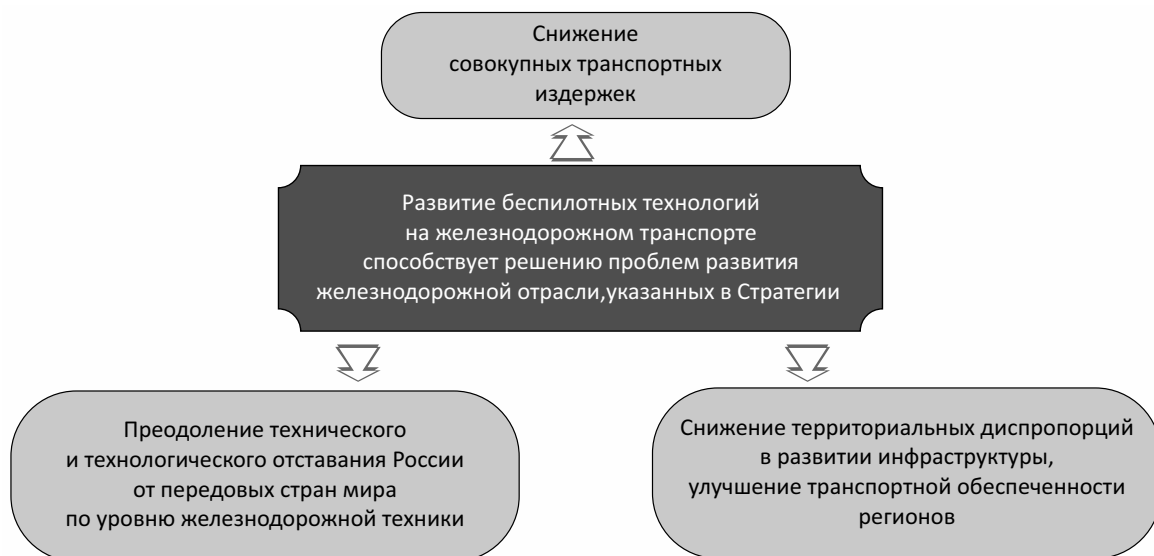 Снижение
совокупных транспортных
издержек
Развитие беспилотных технологий
на железнодорожном транспорте
способствует решению проблем развития
железнодорожной отрасли,указанных в Стратегии
Преодоление технического
и технологического отставания России
от передовых стран мира
по уровню железнодорожной техники
Снижение территориальных диспропорций
в развитии инфраструктуры,
улучшение транспортной обеспеченности
регионов